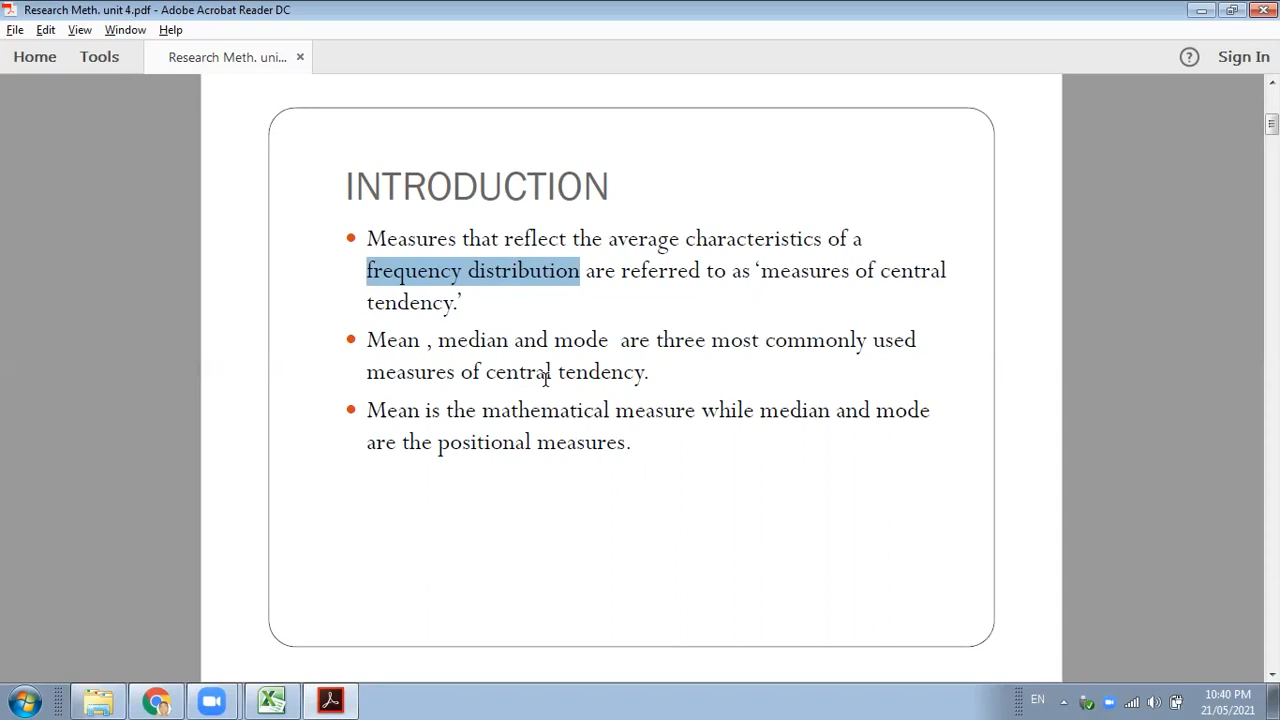 Research Meth. unit 4.pdf - Adobe Acrobat Reader DC
File Edit View Window Help
Home Tools Research Meth. uni... × ? Sign In
INTRODUCTION
• Measures that reflect the average characteristics of a
frequency distribution are referred to as ‘measures of central
tendency.’
• Mean , median and mode are three most commonly used
measures of central tendency.
• Mean is the mathematical measure while median and mode
are the positional measures.
EN 10:40 PM
21/05/2021